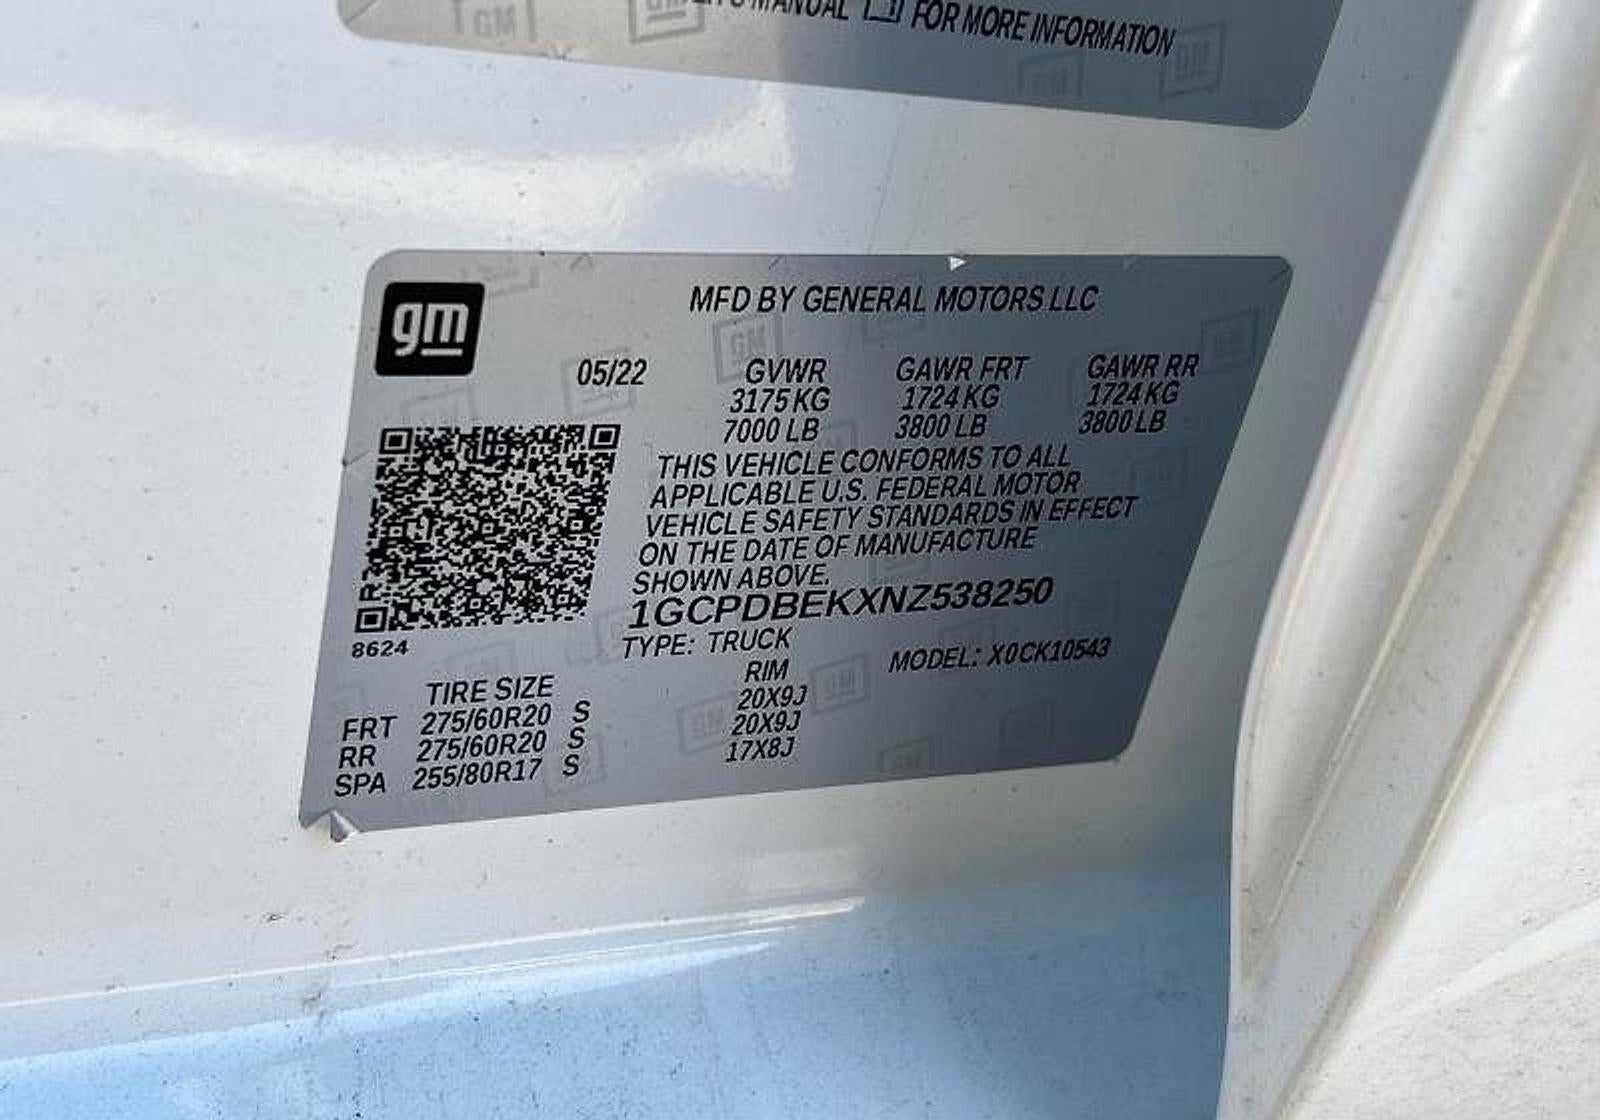 MANUAL FOR MORE INFORMATION
gm
MFD BY GENERAL MOTORS LLC
05/22 GVWR GAWR FRT GAWR RR
3175 KG 1724 KG 1724 KG
7000 LB 3800 LB 3800 LB
THIS VEHICLE CONFORMS TO ALL
APPLICABLE U.S. FEDERAL MOTOR
VEHICLE SAFETY STANDARDS IN EFFECT
ON THE DATE OF MANUFACTURE
SHOWN ABOVE.
1GCPDBEKXNZ538250
8624
TYPE: TRUCK MODEL: X0CK10543
TIRE SIZE RIM
FRT 275/60R20 S 20X9J
RR 275/60R20 S 20X9J
SPA 255/80R17 S 17X8J